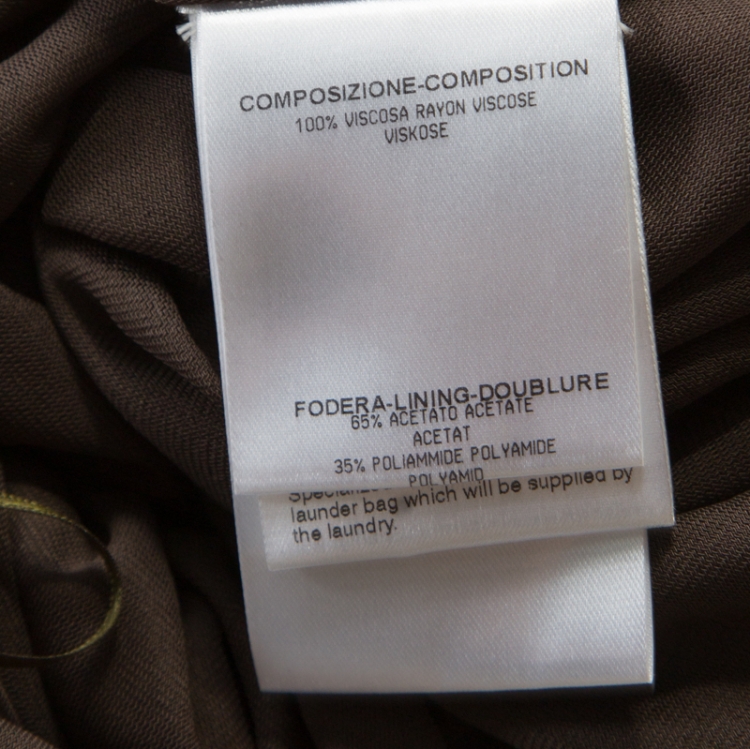 COMPOSIZIONE-COMPOSITION
100% VISCOSA RAYON VISCOSE
VISKOSE
FODERA-LINING-DOUBLURE
65% ACETATO ACETATE
ACETAT
35% POLIAMMIDE POLYAMIDE
POLYAMID
which will be supplied by
launder bag
the laundry.